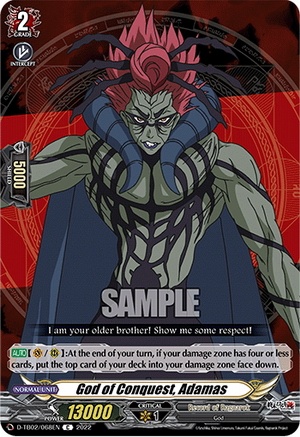 2
GRADE
INTERCEPT
5000
SHIELD
SAMPLE
I am your older brother! Show me some respect!
AUTO :At the end of your turn, if your damage zone has four or less
cards, put the top card of your deck into your damage zone face down.
NORMAL UNIT
God of Conquest, Adamas
POWER
13000
CRITICAL
1
Record of Ragnarok
God
D-TB02/068EN C 2022